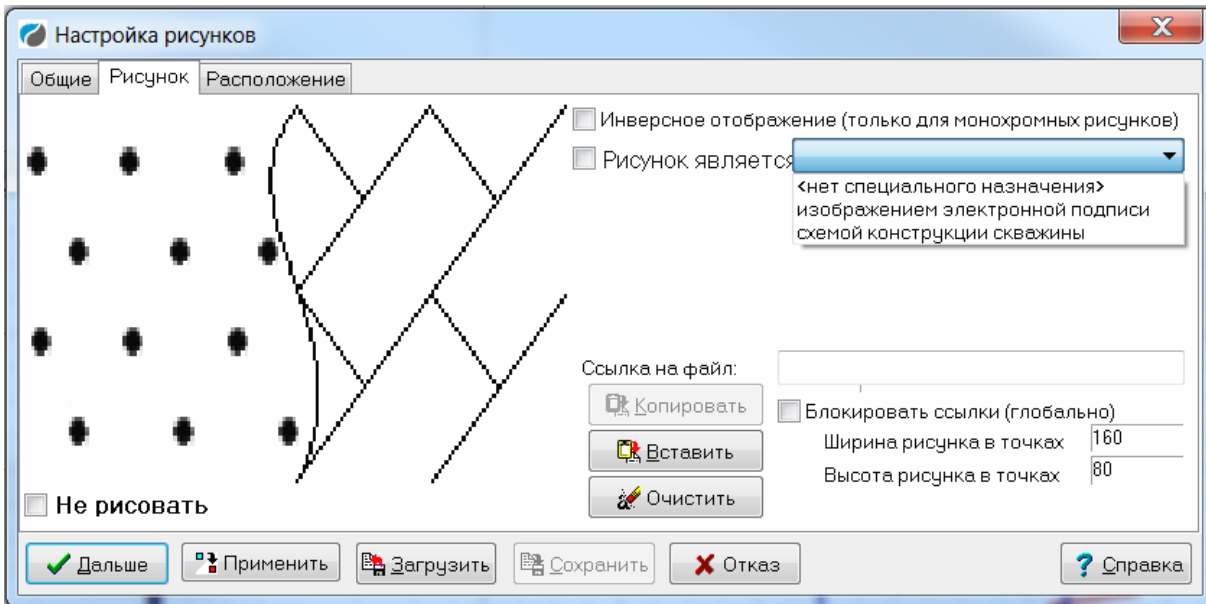 Настройка рисунков
Общие Рисунок Расположение
Инверсное отображение (только для монохромных рисунков)
Рисунок является
<нет специального назначения>
изображением электронной подписи
схемой конструкции скважины
Ссылка на файл:
Копировать
Блокировать ссылки (глобально)
Вставить
Ширина рисунка в точках 160
Высота рисунка в точках 80
Очистить
Не рисовать
Дальше Применить Загрузить Сохранить Отказ Справка